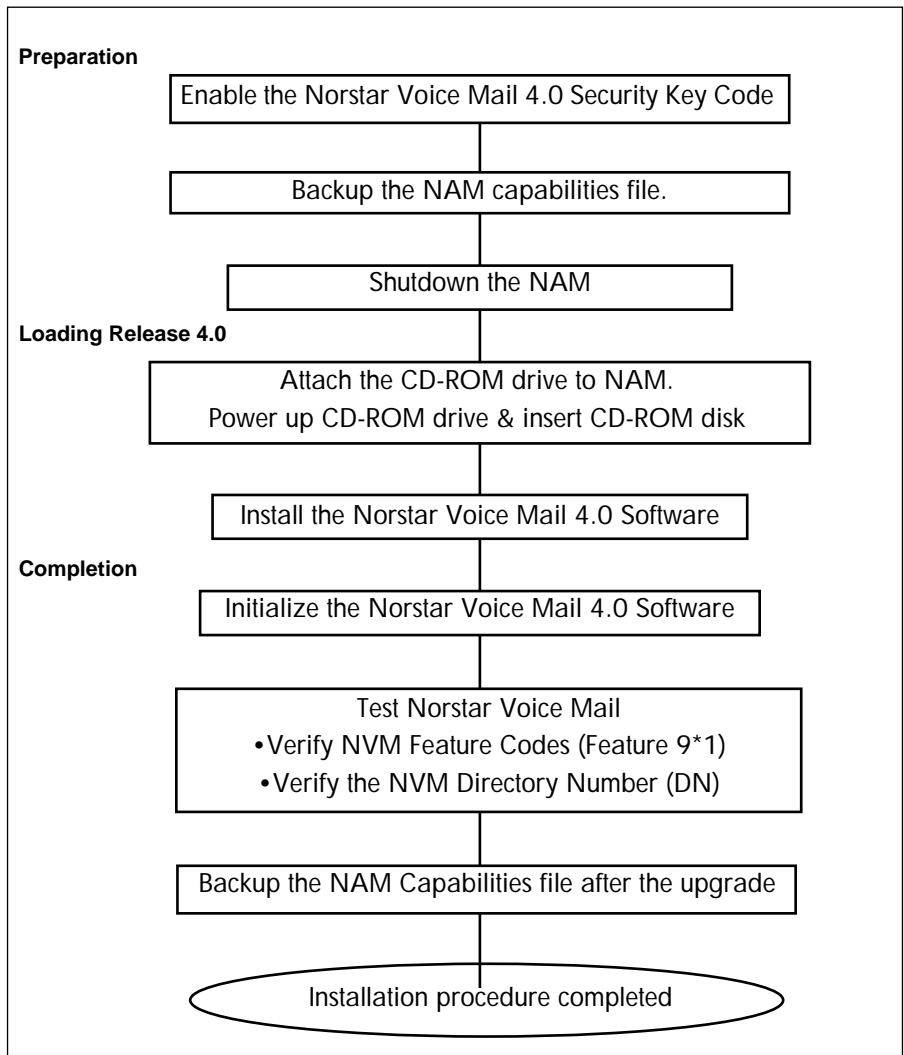 Preparation
Enable the Norstar Voice Mail 4.0 Security Key Code
Backup the NAM capabilities file.
Shutdown the NAM
Loading Release 4.0
Attach the CD-ROM drive to NAM.
Power up CD-ROM drive & insert CD-ROM disk
Install the Norstar Voice Mail 4.0 Software
Completion
Initialize the Norstar Voice Mail 4.0 Software
Test Norstar Voice Mail
•Verify NVM Feature Codes (Feature 9*1)
•Verify the NVM Directory Number (DN)
Backup the NAM Capabilities file after the upgrade
Installation procedure completed